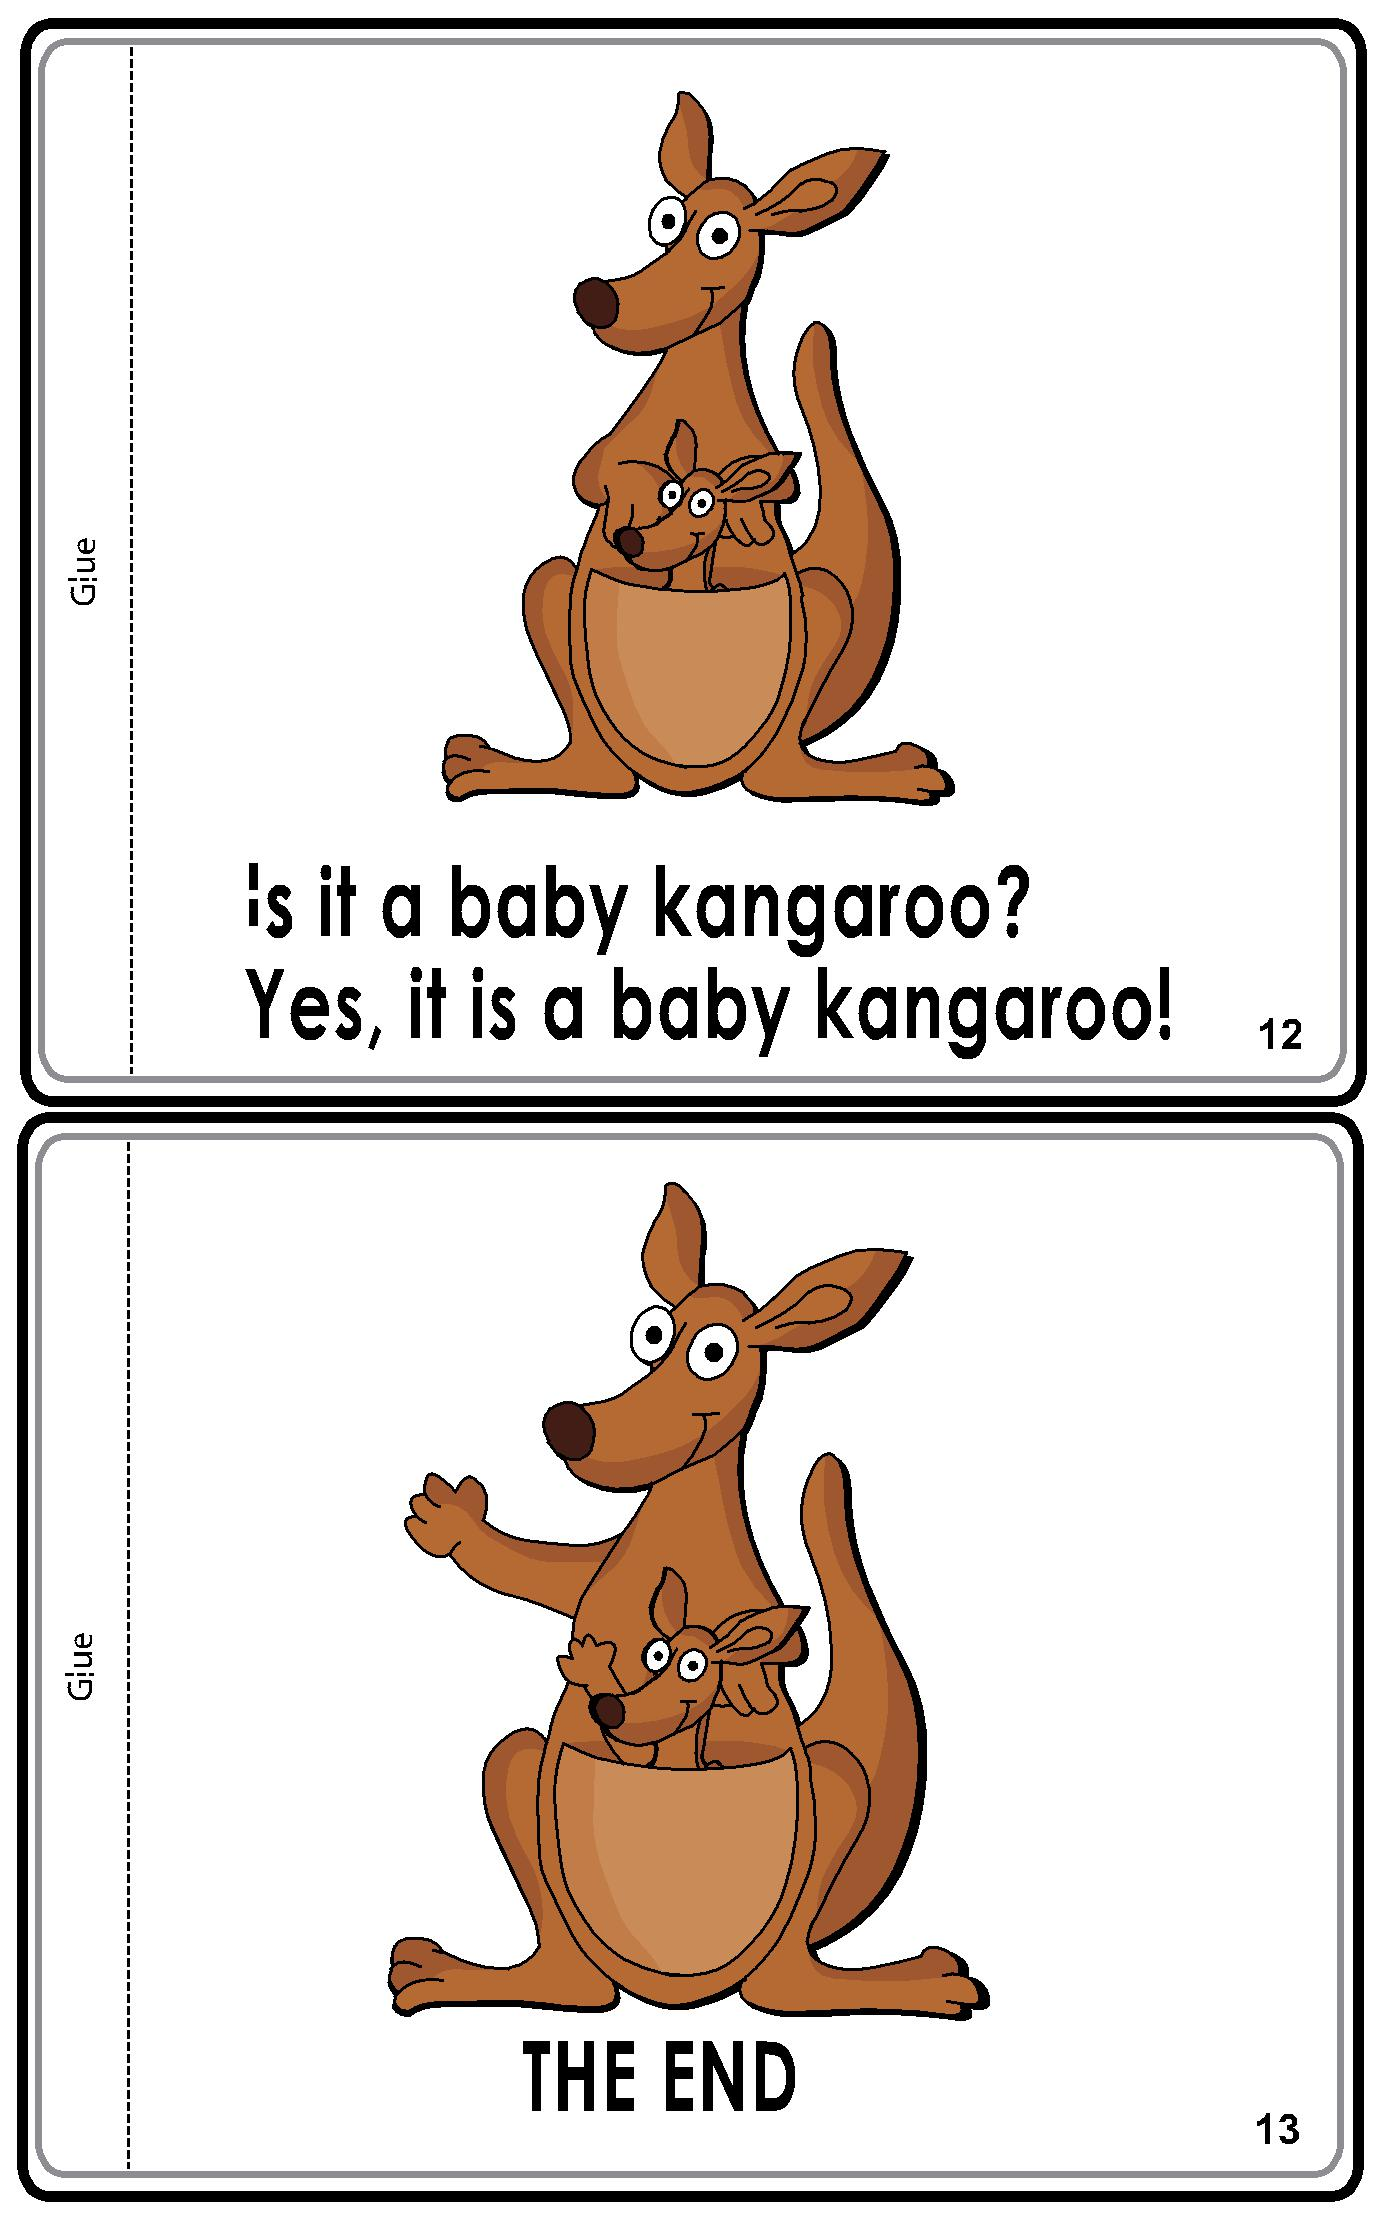 Glue
Is it a baby kangaroo?
Yes, it is a baby kangaroo!
12
Glue
THE END
13